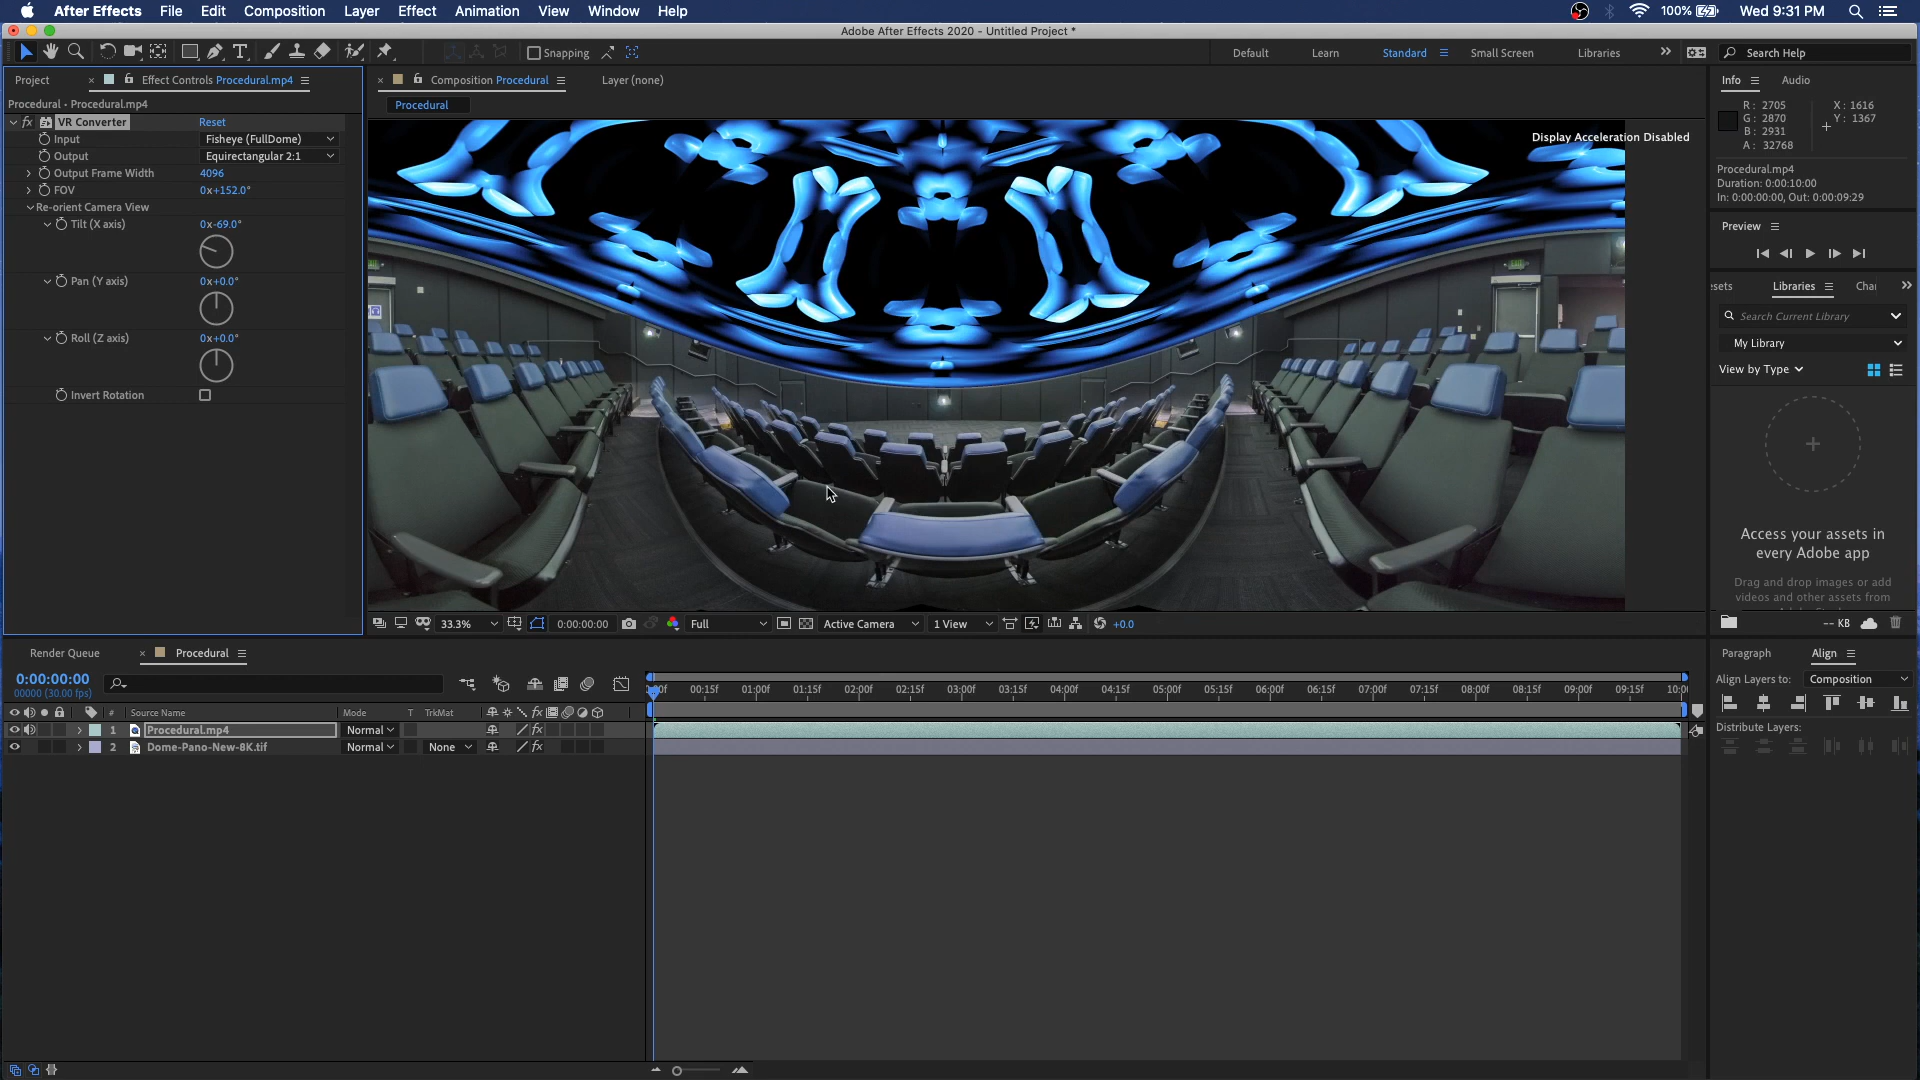 After Effects File Edit Composition Layer Effect Animation View Window Help 100% Wed 9:31 PM
Adobe After Effects 2020 - Untitled Project *
Snapping Default Learn Standard Small Screen Libraries Search Help
Project Effect Controls Procedural.mp4
Composition Procedural Layer (none)
Info Audio
Procedural • Procedural.mp4
Procedural
fx VR Converter Reset
Input Fisheye (FullDome)
Output Equirectangular 2:1
Output Frame Width 4096
FOV 0x+152.0°
Re-orient Camera View
Tilt (X axis) 0x-69.0°
Pan (Y axis) 0x+0.0°
Roll (Z axis) 0x+0.0°
Invert Rotation
Display Acceleration Disabled
R: 2705 X: 1616
G: 2870 Y: 1367
B: 2931
A: 32768
Procedural.mp4
Duration: 0:00:10:00
In: 0:00:00:00, Out: 0:00:09:29
Preview
Libraries
Search Current Library
My Library
View by Type
Access your assets in
every Adobe app
Drag and drop images or add
videos and other assets from
-- KB
33.3% 0:00:00:00 Full Active Camera 1 View +0.0
Render Queue Procedural
0:00:00:00
00000 (30.00 fps)
00:15f 01:00f 01:15f 02:00f 02:15f 03:00f 03:15f 04:00f 04:15f 05:00f 05:15f 06:00f 06:15f 07:00f 07:15f 08:00f 08:15f 09:00f 09:15f
# Source Name Mode T TrkMat fx
1 Procedural.mp4 Normal fx
2 Dome-Pano-New-8K.tif Normal None fx
Paragraph Align
Align Layers to: Composition
Distribute Layers: